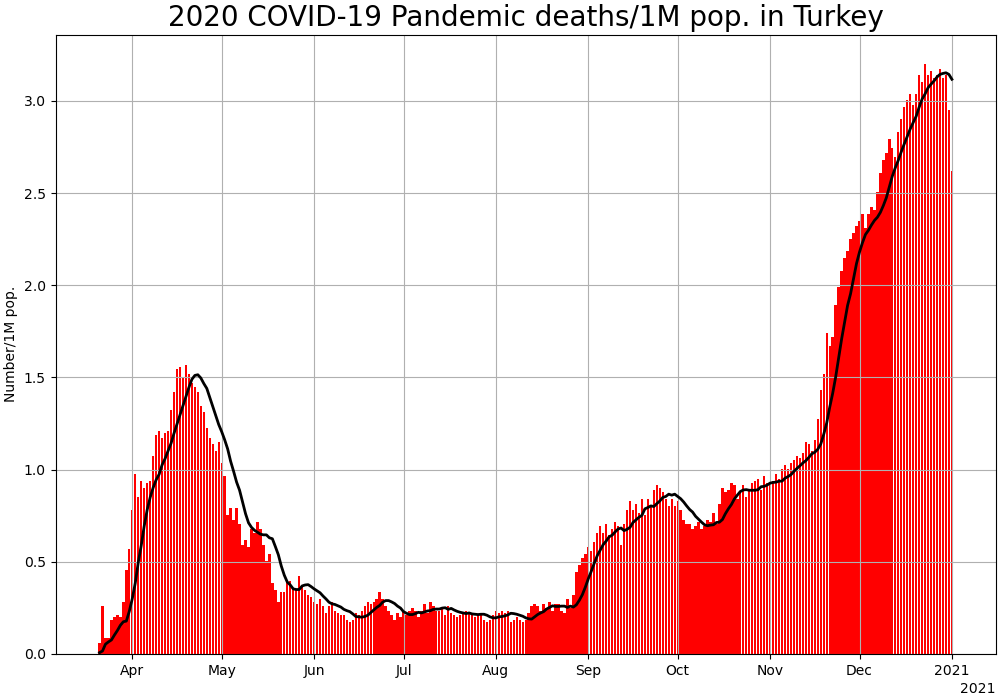 2020 COVID-19 Pandemic deaths/1M pop. in Turkey
Number/1M pop.
3.0
2.5
2.0
1.5
1.0
0.5
0.0
Apr May Jun Jul Aug Sep Oct Nov Dec 2021
2021